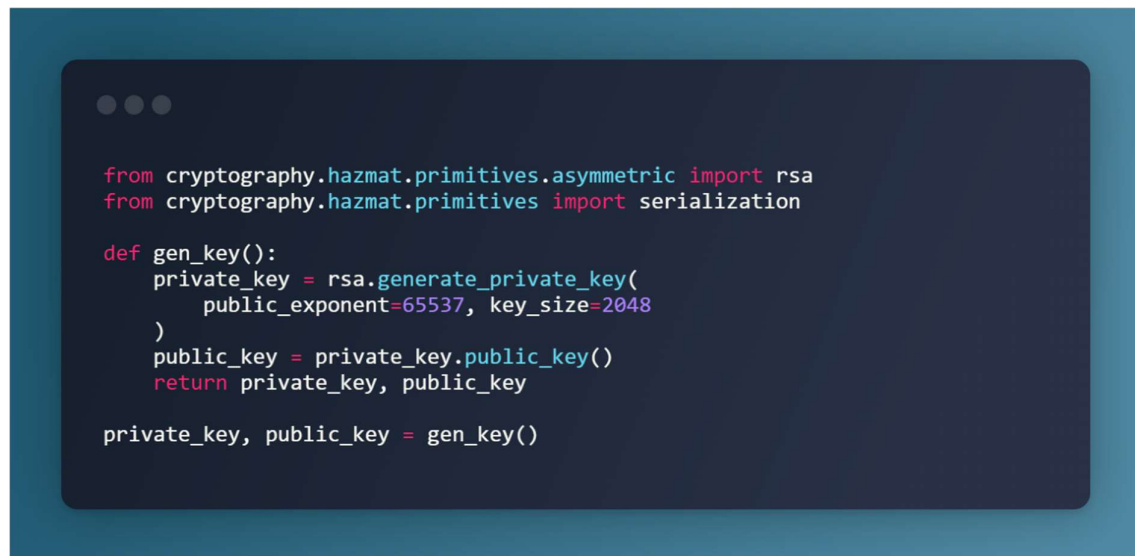 from cryptography.hazmat.primitives.asymmetric import rsa
from cryptography.hazmat.primitives import serialization

def gen_key():
    private_key = rsa.generate_private_key(
        public_exponent=65537, key_size=2048
    )
    public_key = private_key.public_key()
    return private_key, public_key

private_key, public_key = gen_key()